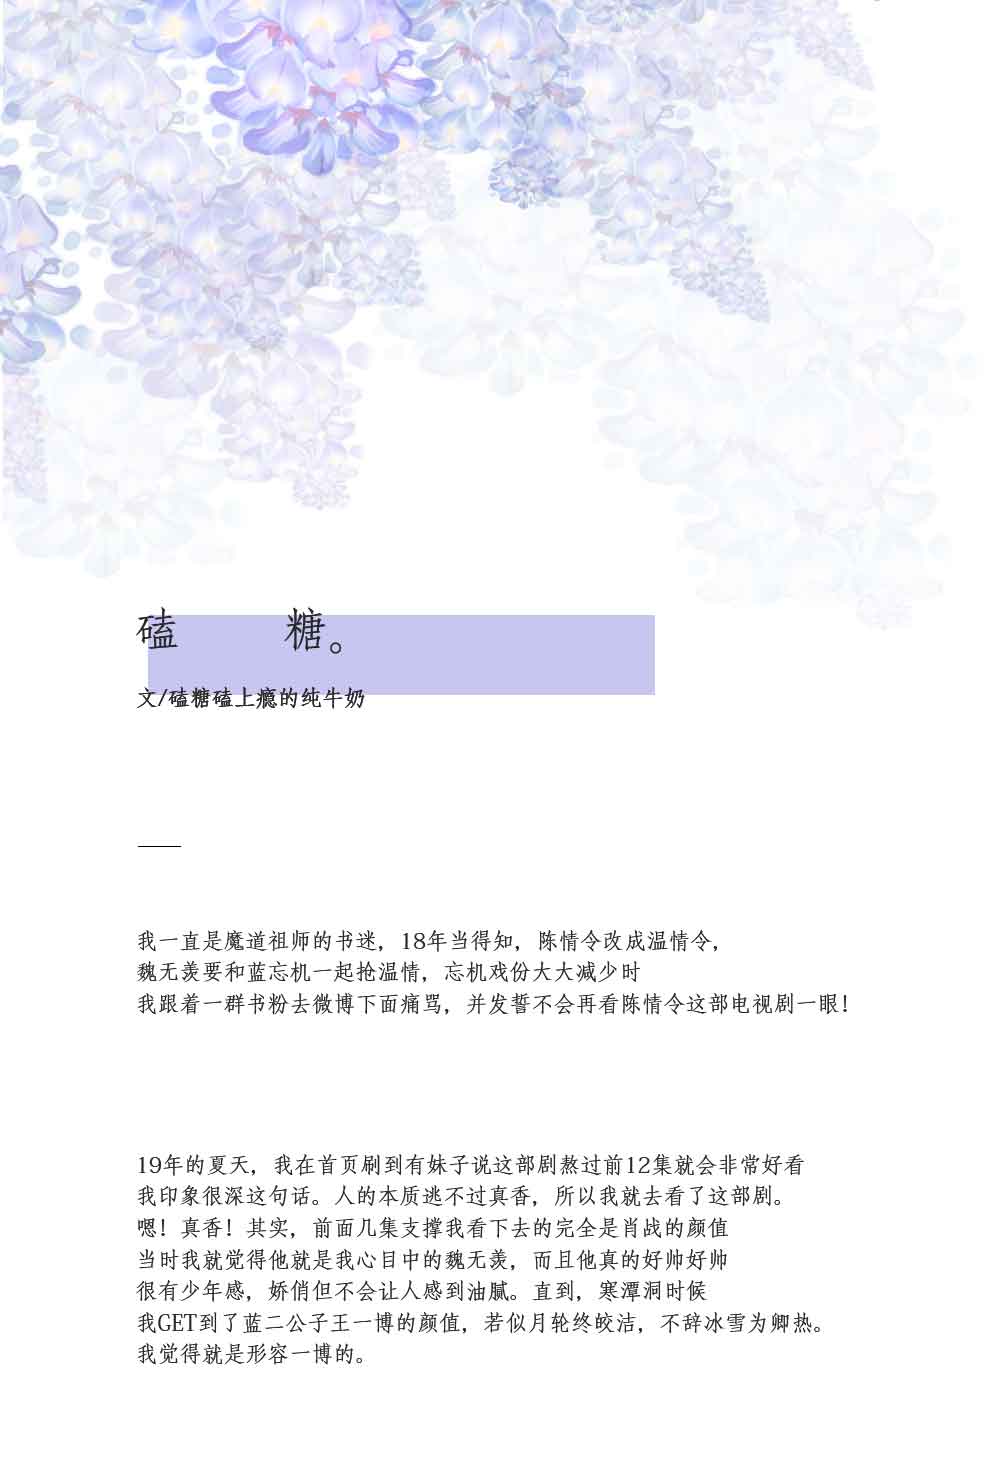 磕 糖。
文/磕糖磕上瘾的纯牛奶
我一直是魔道祖师的书迷，18年当得知，陈情令改成温情令，
魏无羡要和蓝忘机一起抢温情，忘机戏份大大减少时
我跟着一群书粉去微博下面痛骂，并发誓不会再看陈情令这部电视剧一眼！
19年的夏天，我在首页刷到有妹子说这部剧熬过前12集就会非常好看
我印象很深这句话。人的本质逃不过真香，所以我就去看了这部剧。
嗯！真香！其实，前面几集支撑我看下去的完全是肖战的颜值
当时我就觉得他就是我心目中的魏无羡，而且他真的好帅好帅
很有少年感，娇俏但不会让人感到油腻。直到，寒潭洞时候
我GET到了蓝二公子王一博的颜值，若似月轮终皎洁，不辞冰雪为卿热。
我觉得就是形容一博的。